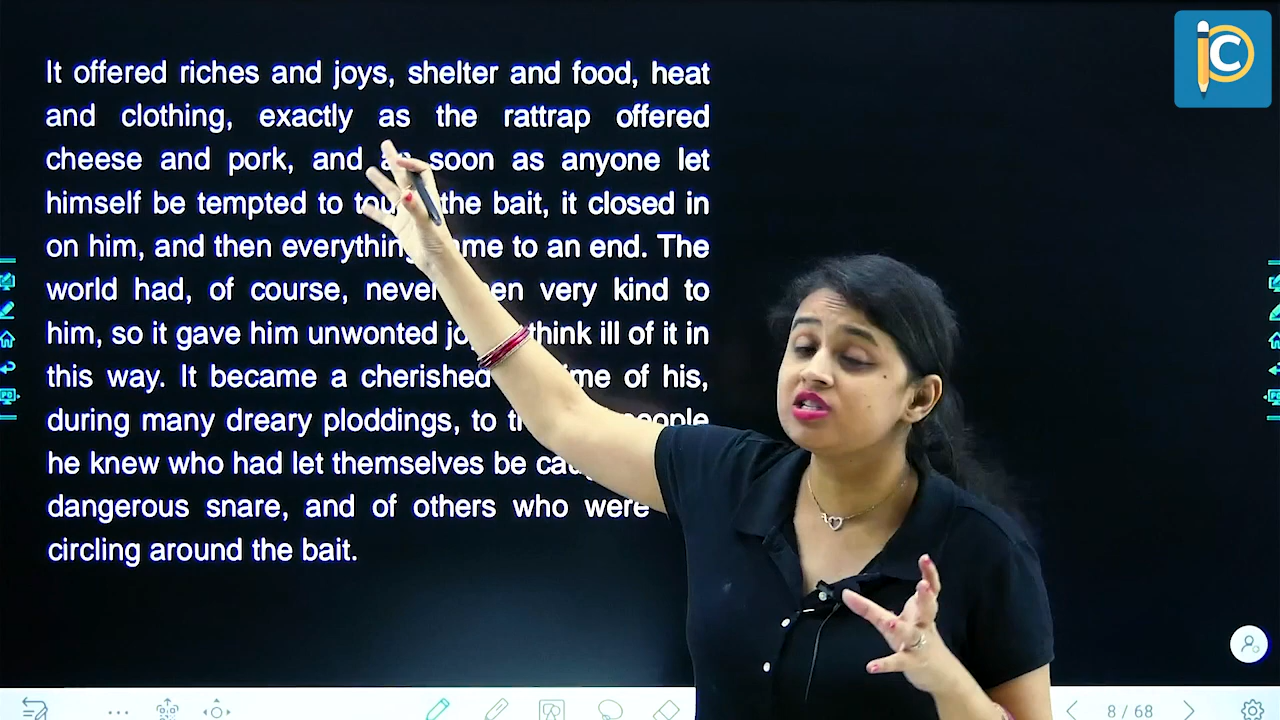 It offered riches and joys, shelter and food, heat
and clothing, exactly as the rattrap offered
cheese and pork, and as soon as anyone let
himself be tempted to the bait, it closed in
on him, and then everything to an end. The
world had, of course, never very kind to
him, so it gave him unwonted think ill of it in
this way. It became a cherished of his,
during many dreary ploddings, to people
he knew who had let themselves be
dangerous snare, and of others who were
circling around the bait.
8 / 68